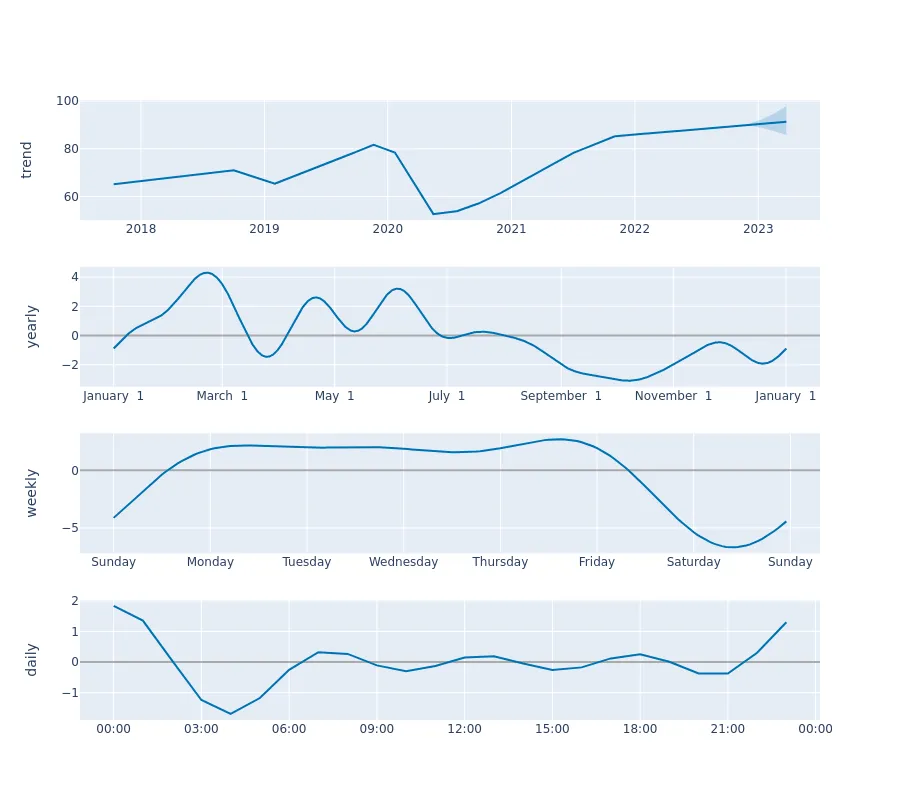 trend
100
80
60
2018 2019 2020 2021 2022 2023
yearly
4
2
0
−2
January 1 March 1 May 1 July 1 September 1 November 1 January 1
weekly
0
−5
Sunday Monday Tuesday Wednesday Thursday Friday Saturday Sunday
daily
2
1
0
−1
00:00 03:00 06:00 09:00 12:00 15:00 18:00 21:00 00:00